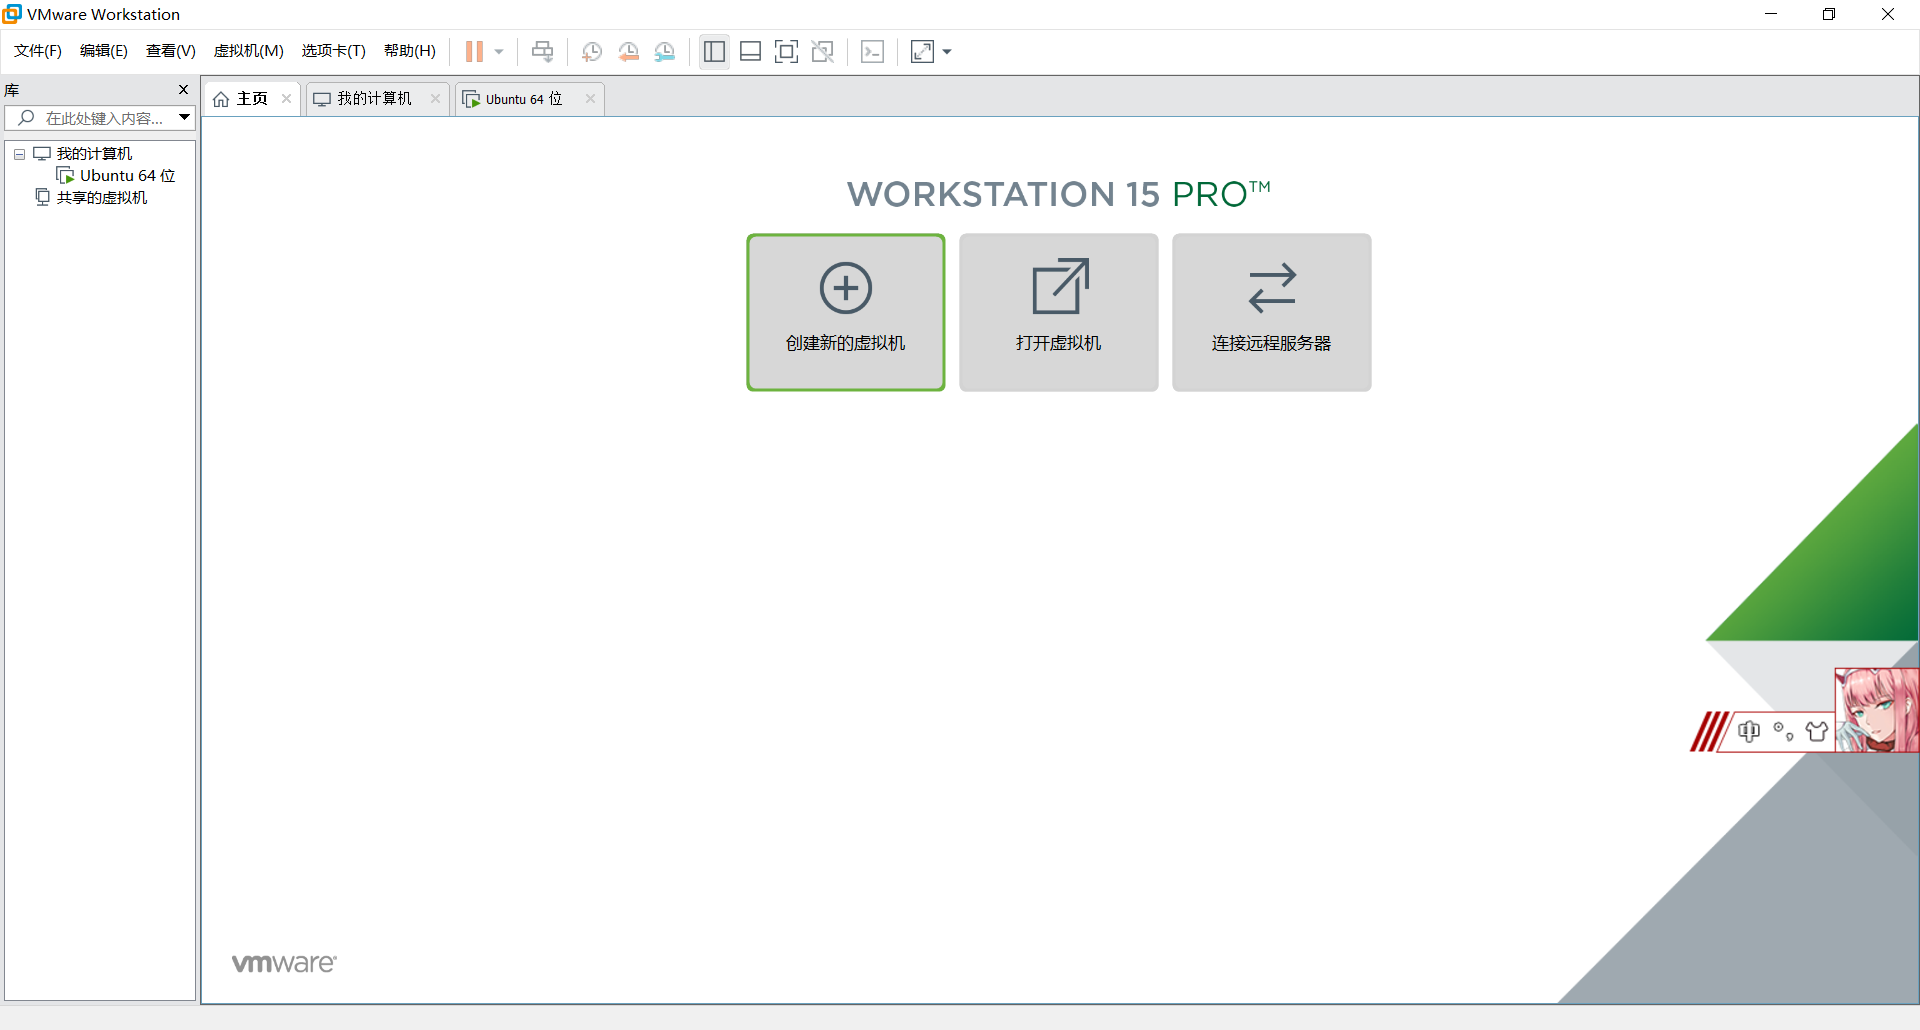 VMware Workstation
文件(F) 编辑(E) 查看(V) 虚拟机(M) 选项卡(T) 帮助(H)
库
在此处键入内容...
我的计算机
Ubuntu 64 位
共享的虚拟机
主页 我的计算机 Ubuntu 64 位
WORKSTATION 15 PRO™
创建新的虚拟机 打开虚拟机 连接远程服务器
中
vmware